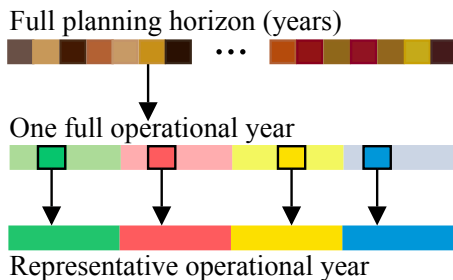 Full planning horizon (years)
One full operational year
Representative operational year